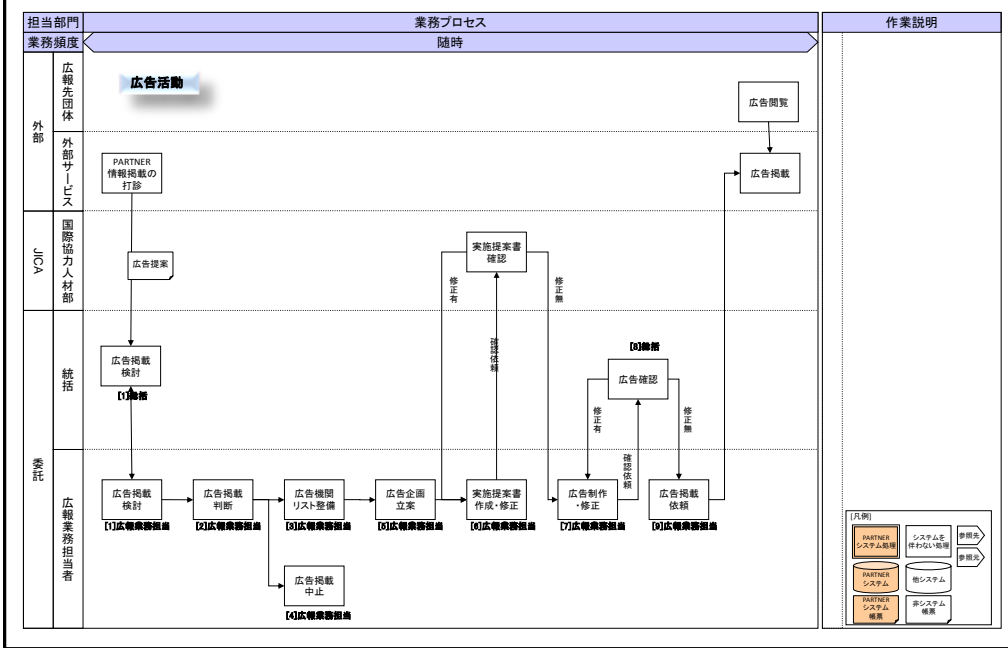 担当部門
業務プロセス
作業説明
業務頻度
随時
外部
広報先団体
外部サービス
JICA
国際協力人材部
委託
統括
広報業務担当者
広告活動
広告閲覧
PARTNER
情報掲載の
打診
広告掲載
広告提案
実施提案書
確認
修正有
修正無
確認依頼
広告掲載
検討
[1]総括
[8]総括
広告確認
修正有
修正無
確認依頼
広告掲載
検討
[1]広報業務担当
広告掲載
判断
[2]広報業務担当
広告機関
リスト整備
[3]広報業務担当
広告企画
立案
[5]広報業務担当
実施提案書
作成・修正
[6]広報業務担当
広告制作
・修正
[7]広報業務担当
広告掲載
依頼
[9]広報業務担当
広告掲載
中止
[4]広報業務担当
[凡例]
PARTNER
システム処理
システムを
伴わない処理
参照先
参照元
PARTNER
システム
他システム
PARTNER
システム
帳票
非システム
帳票